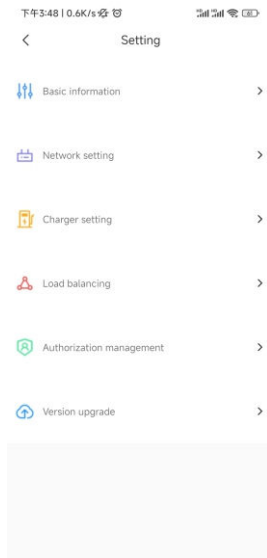 下午3:48 | 0.6K/s
Setting
Basic information
Network setting
Charger setting
Load balancing
Authorization management
Version upgrade